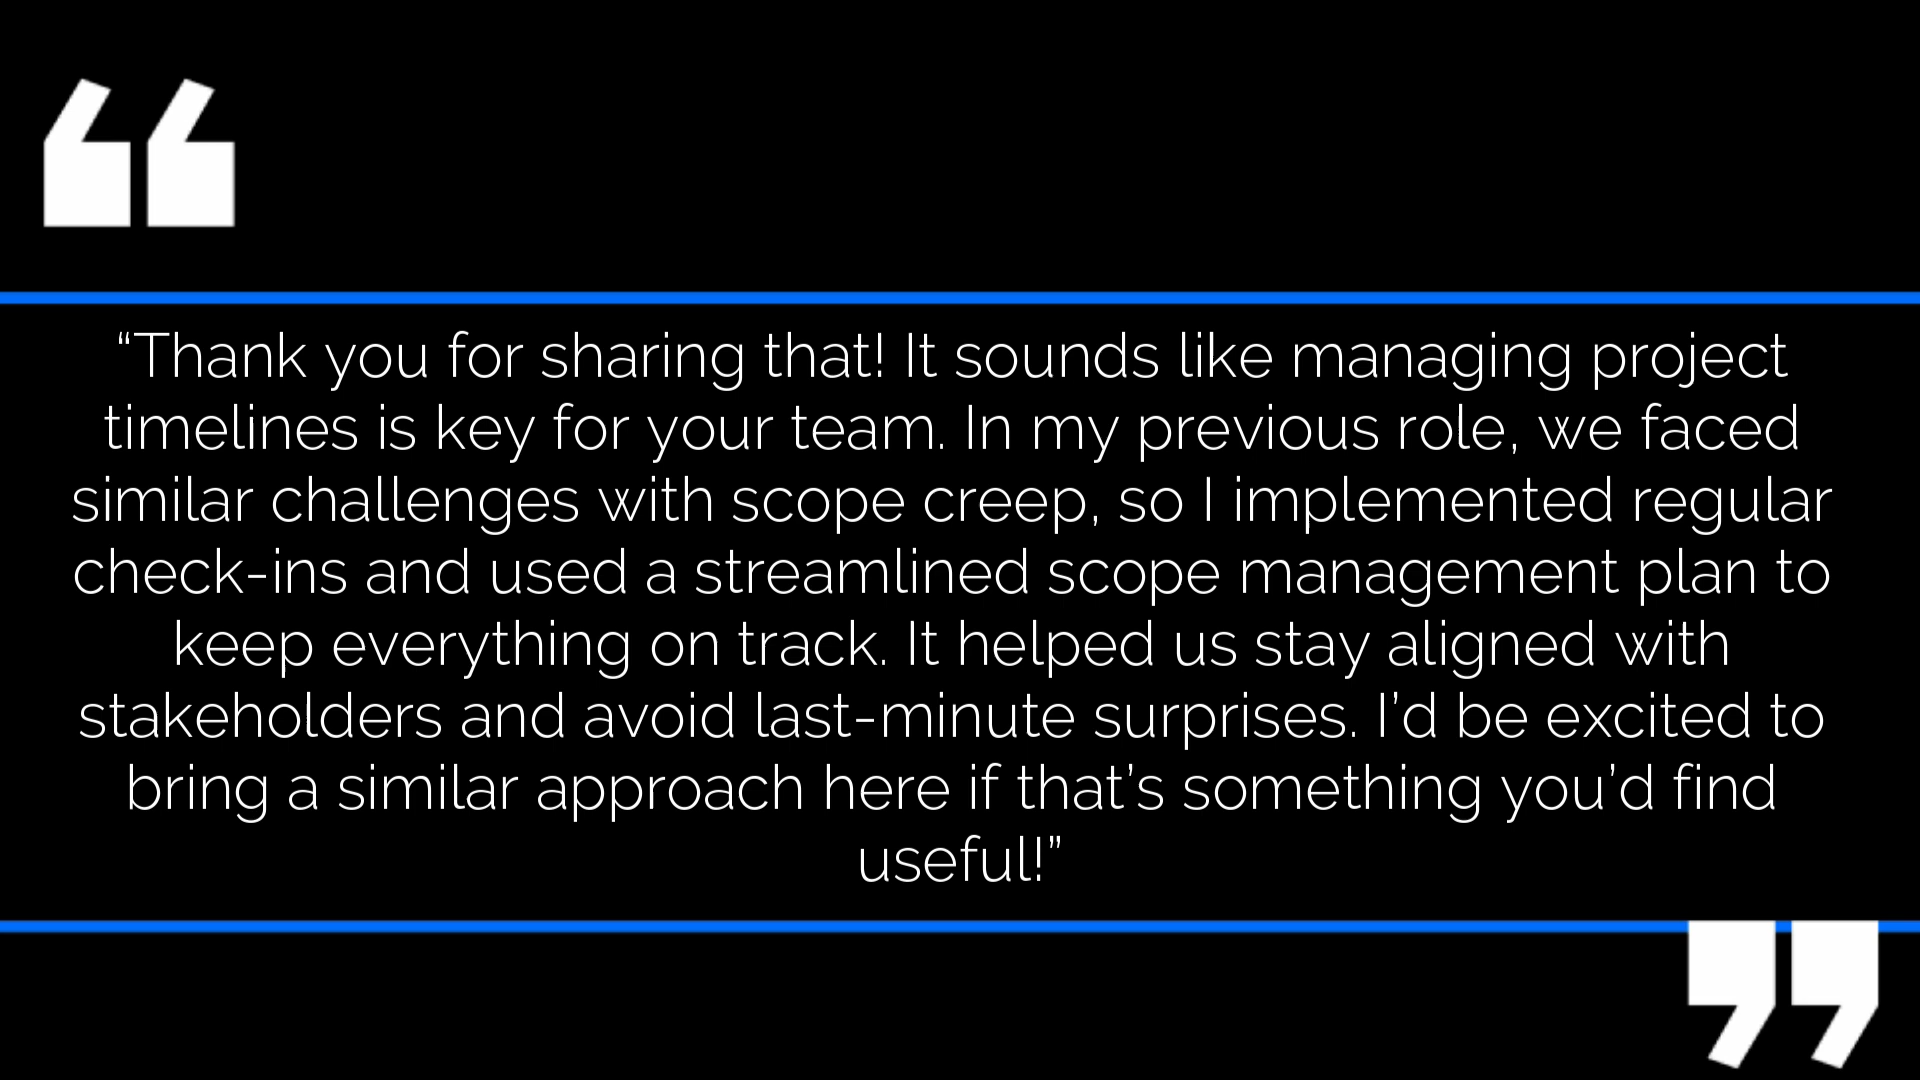 “Thank you for sharing that! It sounds like managing project
timelines is key for your team. In my previous role, we faced
similar challenges with scope creep, so I implemented regular
check-ins and used a streamlined scope management plan to
keep everything on track. It helped us stay aligned with
stakeholders and avoid last-minute surprises. I’d be excited to
bring a similar approach here if that’s something you’d find
useful!”